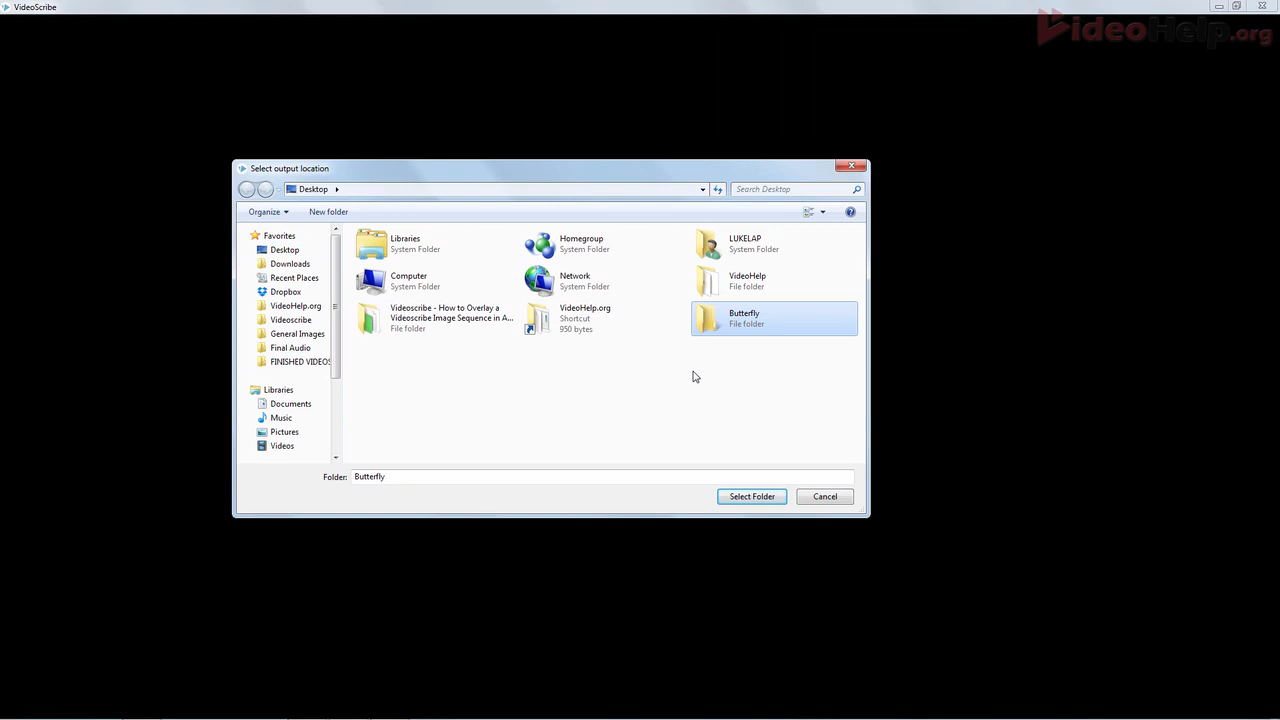 VideoScribe
VideoHelp.org
Select output location
Desktop
Search Desktop
Organize
New folder
Favorites
Desktop
Downloads
Recent Places
Dropbox
VideoHelp.org
Videoscribe
General Images
Final Audio
FINISHED VIDEOS
Libraries
Documents
Music
Pictures
Videos
Libraries
System Folder
Homegroup
System Folder
LUKELAP
System Folder
Computer
System Folder
Network
System Folder
VideoHelp
File folder
Videoscribe - How to Overlay a
Videoscribe Image Sequence in A...
File folder
VideoHelp.org
Shortcut
950 bytes
Butterfly
File folder
Folder: Butterfly
Select Folder
Cancel